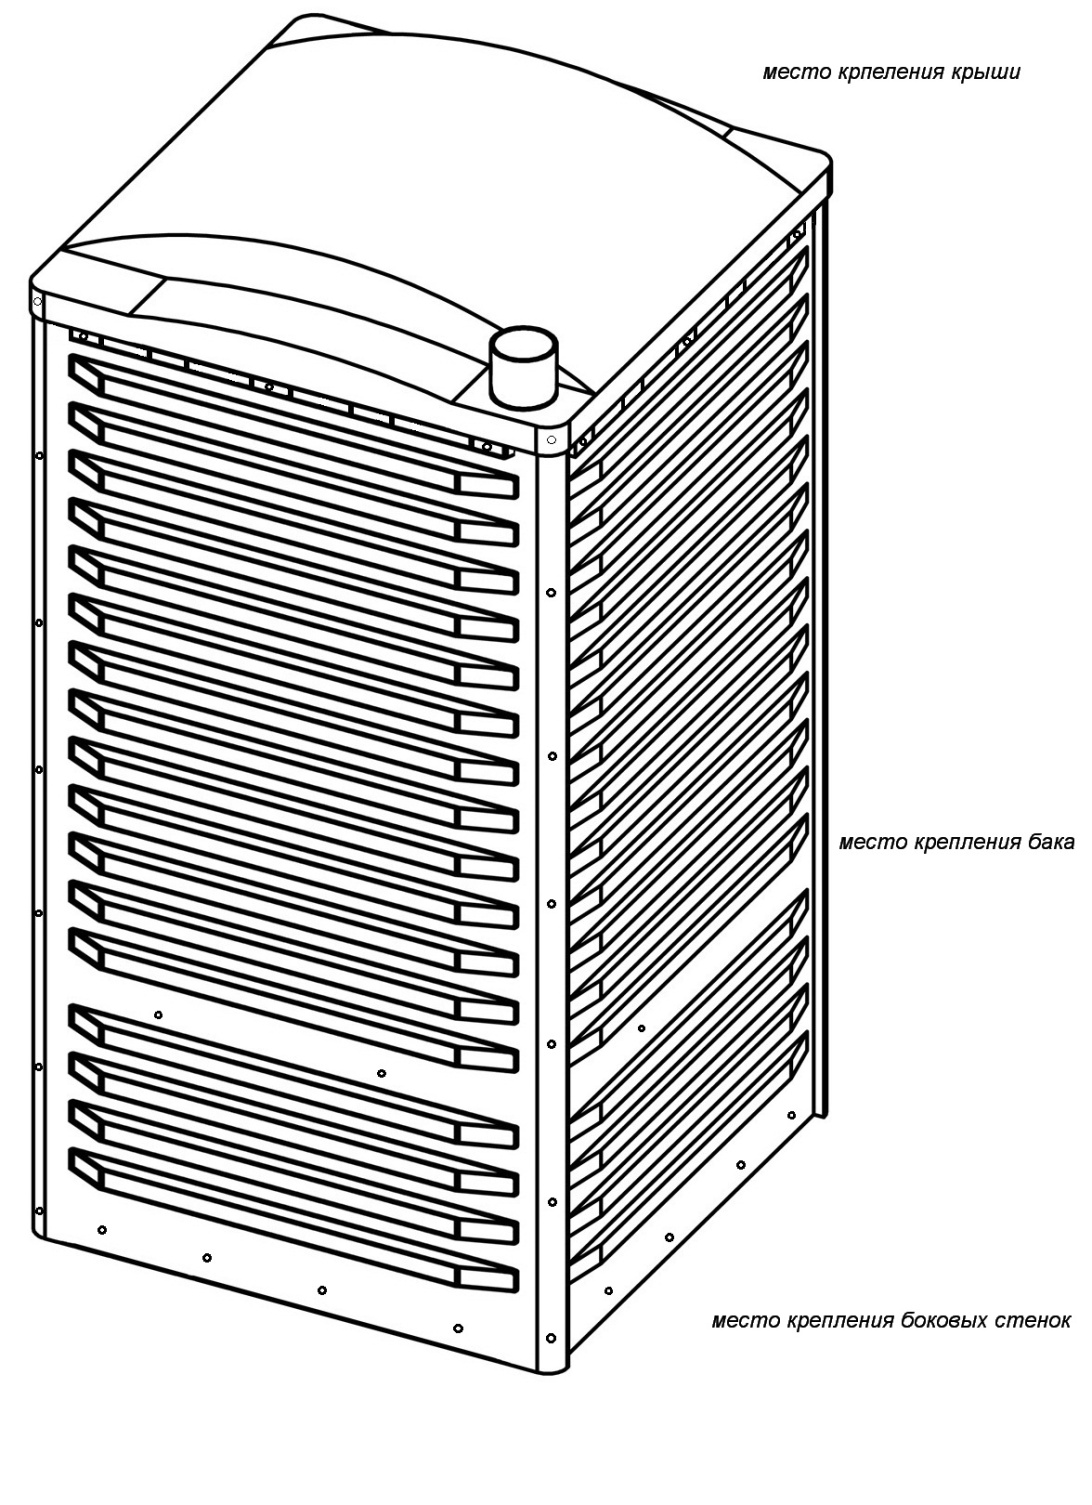 место крпеления крыши
место крепления бака
место крепления боковых стенок